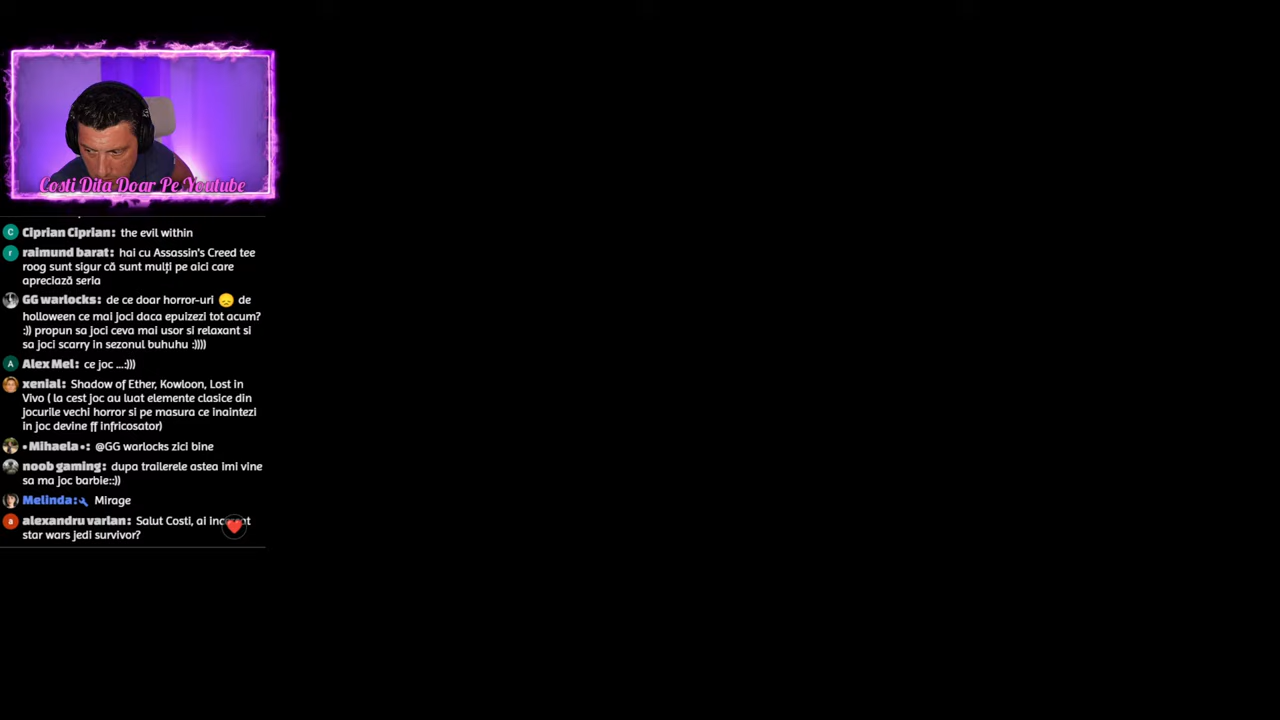 Costi Dita Doar Pe Youtube
Ciprian Ciprian: the evil within
raimund barat: hai cu Assassin's Creed tee
roog sunt sigur că sunt mulți pe aici care
apreciază seria
GG warlocks: de ce doar horror-uri 😞 de
holloween ce mai joci daca epuizezi tot acum?
:)) propun sa joci ceva mai usor si relaxant si
sa joci scarry in sezonul buhuhu :))))
Alex Mel: ce joc ...:)))
xenial: Shadow of Ether, Kowloon, Lost in
Vivo ( la cest joc au luat elemente clasice din
jocurile vechi horror si pe masura ce inaintezi
in joc devine ff infricosator)
•Mihaela•: @GG warlocks zici bine
noob gaming: dupa trailerele astea imi vine
sa ma joc barbie::))
Melinda: Mirage
alexandru varlan: Salut Costi, ai
star wars jedi survivor?